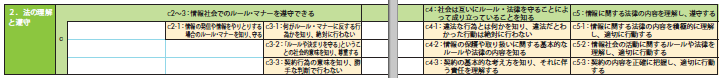 2. 法の理解
と遵守
c
c2～3：情報社会でのルール・マナーを遵守できる
c2-1：情報の発信や情報をやりとりする
場合のルール・マナーを知り、守る
c3-1：何がルール・マナーに反する行
為かを知り、絶対に行わない
c3-2：「ルールや決まりを守る」というこ
との社会的意味を知り、尊重する
c3-3：契約行為の意味を知り、勝
手な判断で行わない
c4：社会は互いにルール・法律を守ることによ
って成り立っていることを知る
c4-1：違法な行為とは何かを知り、違法だとわ
かった行動は絶対に行わない
c4-2：情報の保護や取り扱いに関する基本的な
ルールや法律の内容を知る
c4-3：契約の基本的な考え方を知り、それに伴
う責任を理解する
c5：情報に関する法律の内容を理解し、遵守する
c5-1：情報に関する法律の内容を積極的に理解
し、適切に行動する
c5-2：情報社会の活動に関するルールや法律を
理解し、適切に行動する
c5-3：契約の内容を正確に把握し、適切に行動
する